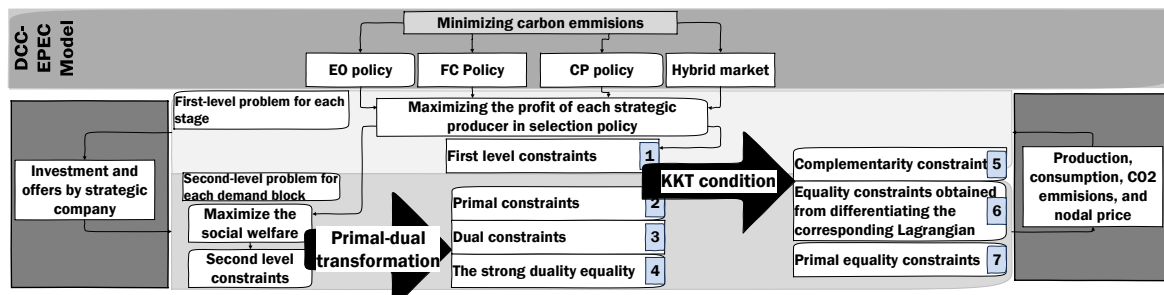 DCC-
EPEC
Model
Minimizing carbon emmisions
EO policy
FC Policy
CP policy
Hybrid market
First-level problem for each
stage
Maximizing the profit of each strategic
producer in selection policy
First level constraints
1
Investment and
offers by strategic
company
Second-level problem for
each demand block
Maximize the
social welfare
Second level
constraints
Primal-dual
transformation
Primal constraints
2
Dual constraints
3
The strong duality equality
4
KKT condition
Complementarity constraint
5
Equality constraints obtained
from differentiating the
corresponding Lagrangian
6
Primal equality constraints
7
Production,
consumption, CO2
emmisions, and
nodal price